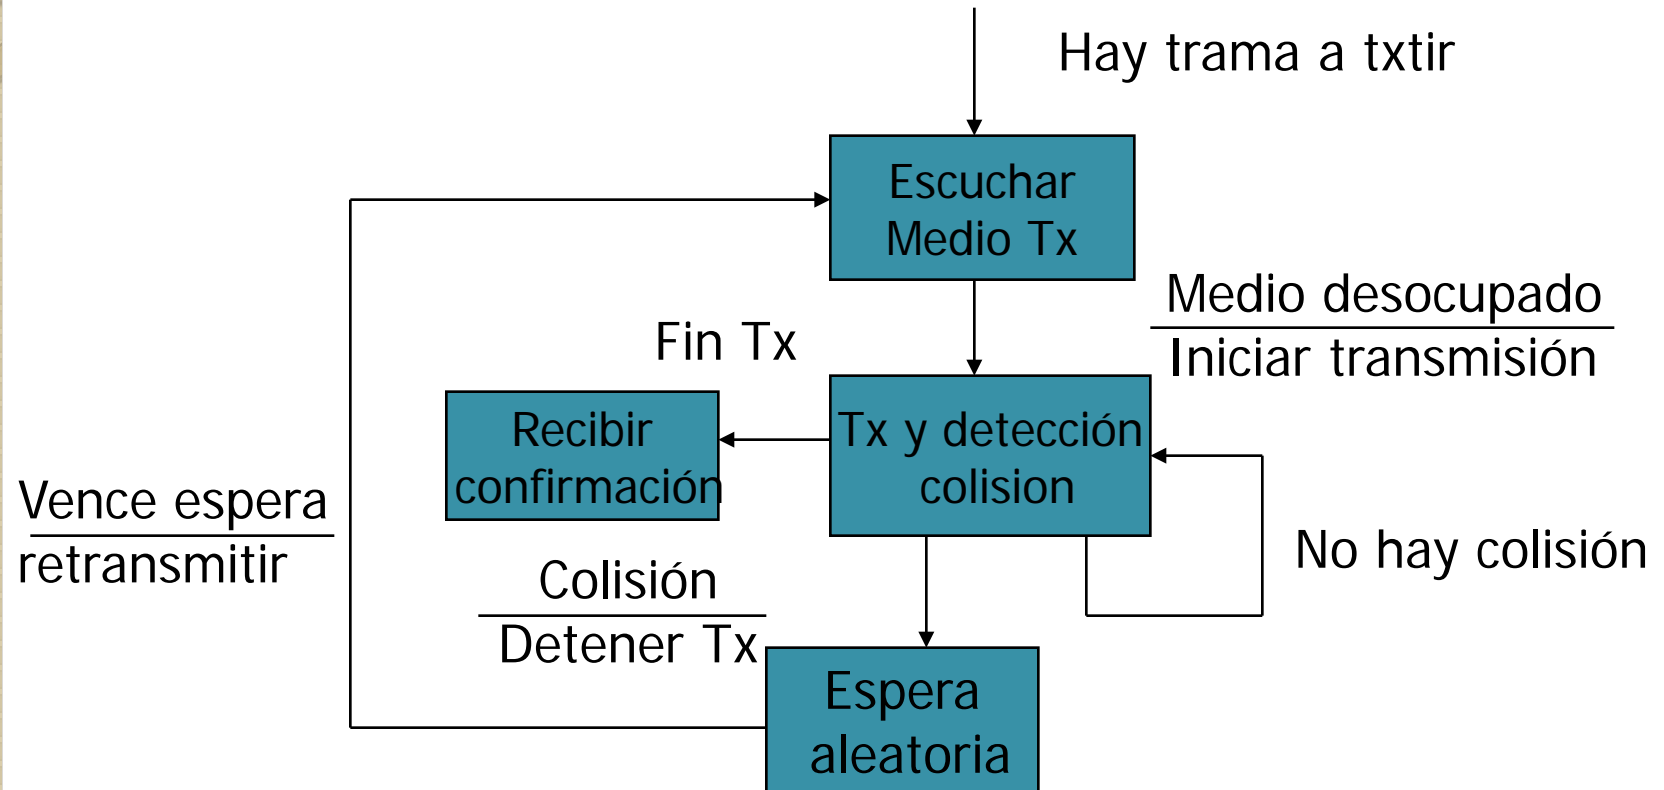 Hay trama a txtir
Escuchar
Medio Tx
Medio desocupado
Iniciar transmisión
Fin Tx
Recibir
confirmación
Tx y detección
colision
Vence espera
retransmitir
No hay colisión
Colisión
Detener Tx
Espera
aleatoria